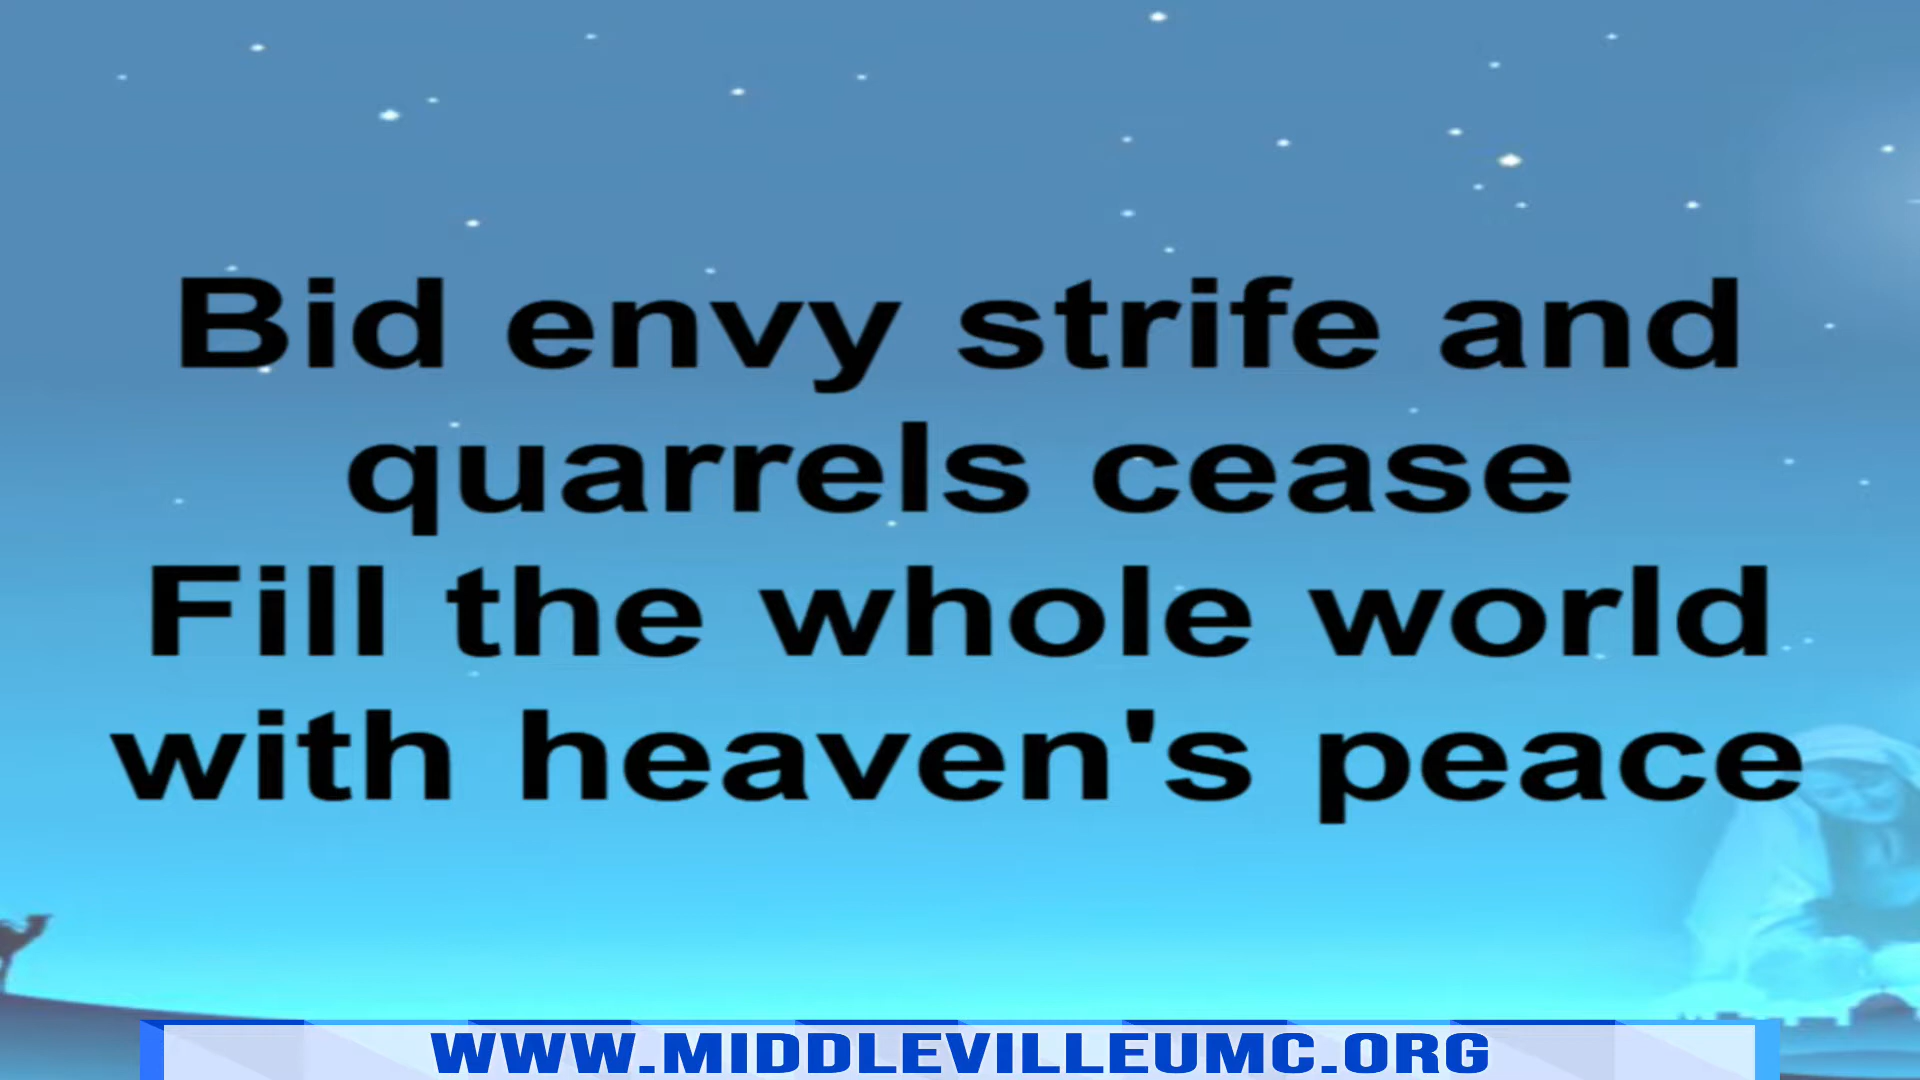 Bid envy strife and
quarrels cease
Fill the whole world
with heaven's peace
WWW.MIDDLEVILLEUMC.ORG